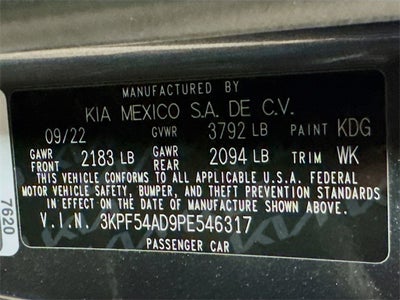 MANUFACTURED BY
KIA MEXICO S.A. DE C.V.
09/22 GVWR 3792 LB PAINT KDG
GAWR FRONT 2183 LB GAWR REAR 2094 LB TRIM WK
THIS VEHICLE CONFORMS TO ALL APPLICABLE U.S.A. FEDERAL
MOTOR VEHICLE SAFETY, BUMPER, AND THEFT PREVENTION STANDARDS
IN EFFECT ON THE DATE OF MANUFACTURE SHOWN ABOVE.
V.I.N. 3KPF54AD9PE546317
PASSENGER CAR
7620